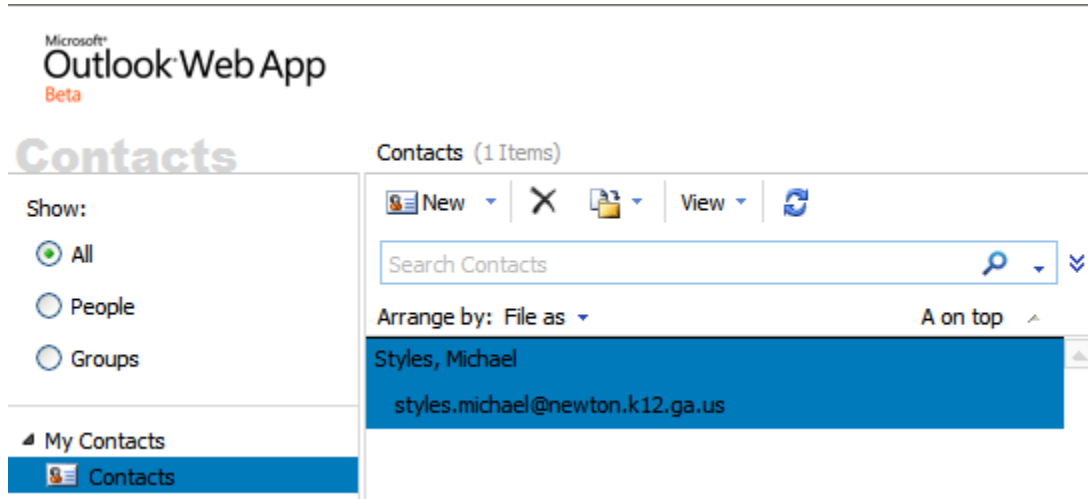 Microsoft®
Outlook Web App
Beta
Contacts
Contacts (1 Items)
Show:
New
View
All
Search Contacts
People
Arrange by: File as
A on top
Groups
Styles, Michael
styles.michael@newton.k12.ga.us
My Contacts
Contacts